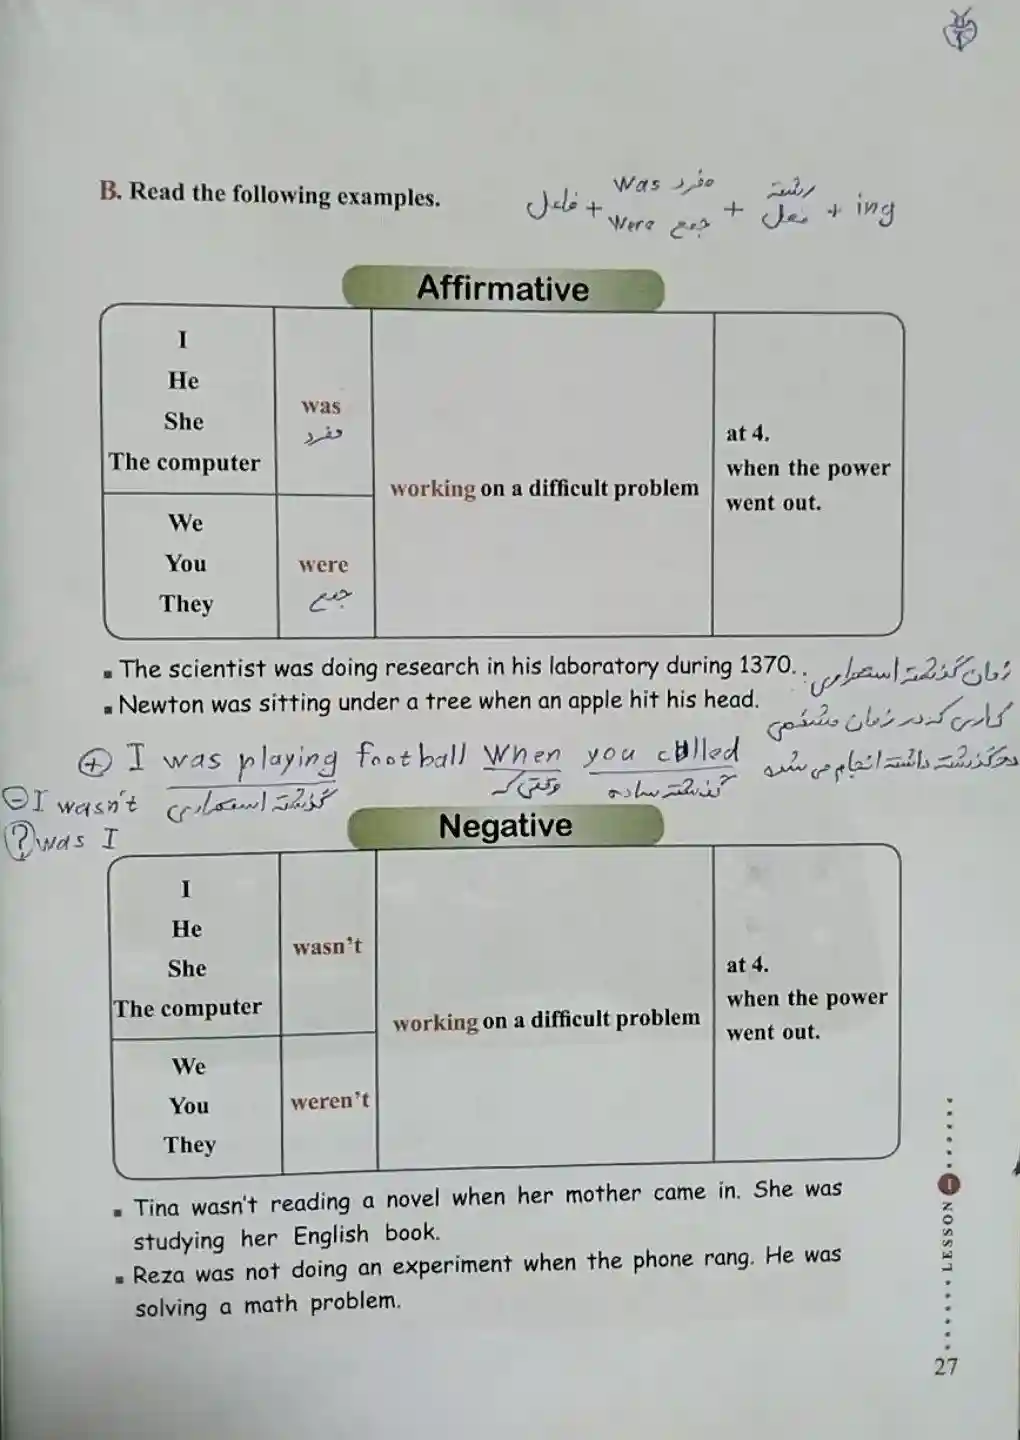 B. Read the following examples.
فاعل + was مفرد
were جمع + ریشه فعل + ing
Affirmative
I
He
She
The computer
was
مفرد
We
You
They
were
جمع
working on a difficult problem
at 4.
when the power
went out.
▪ The scientist was doing research in his laboratory during 1370.
زمان گذشته استمراری
▪ Newton was sitting under a tree when an apple hit his head.
کاری که در زمان مشخصی
در گذشته داشته انجام می شده
+ I was playing football When you called
گذشته استمراری وقتی که گذشته ساده
- I wasn't
? was I
Negative
I
He
She
The computer
wasn't
We
You
They
weren't
working on a difficult problem
at 4.
when the power
went out.
▪ Tina wasn't reading a novel when her mother came in. She was
studying her English book.
▪ Reza was not doing an experiment when the phone rang. He was
solving a math problem.
LESSON 1
27